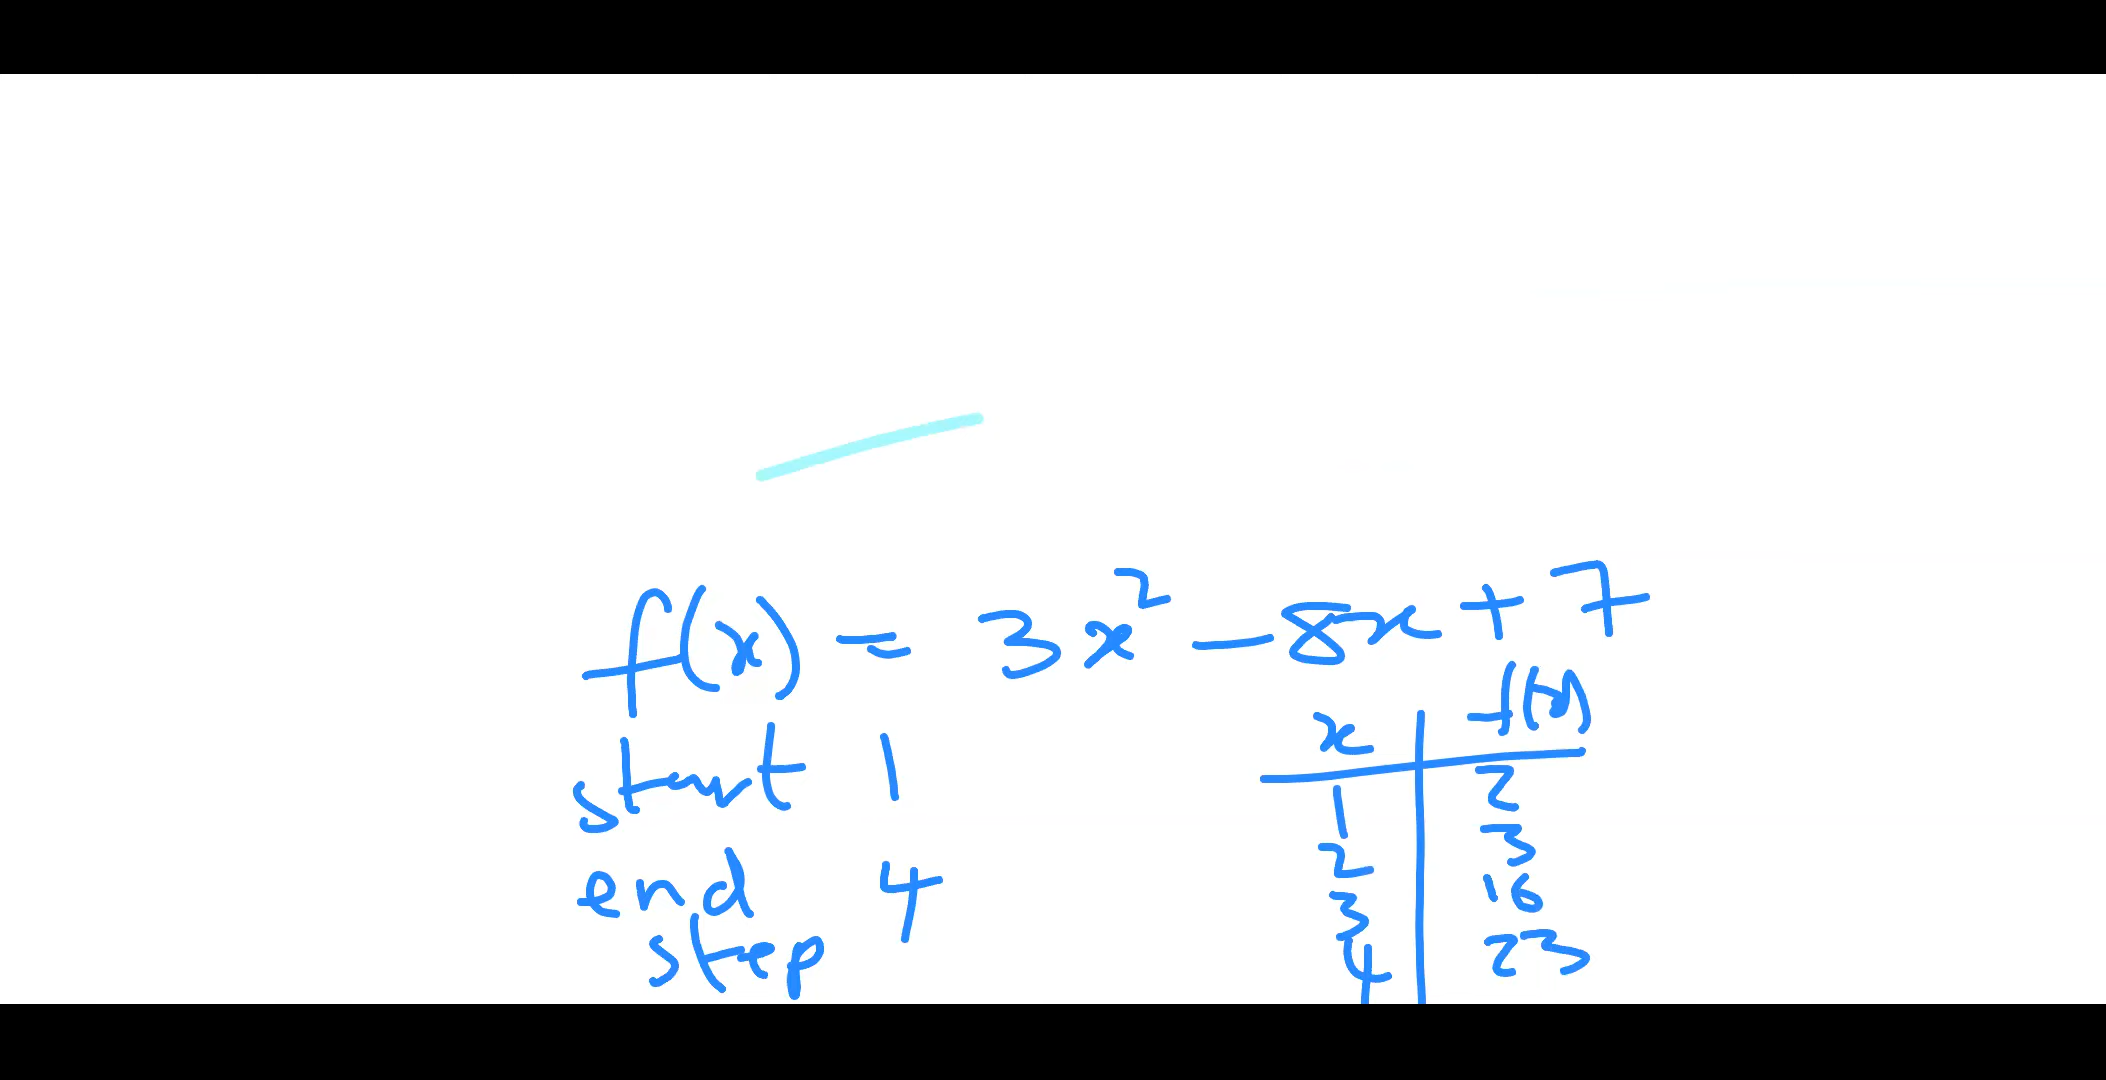 f(x) = 3x² - 8x + 7
start 1
end 4
step
x f(x)
1 2
2 3
3 16
4 23